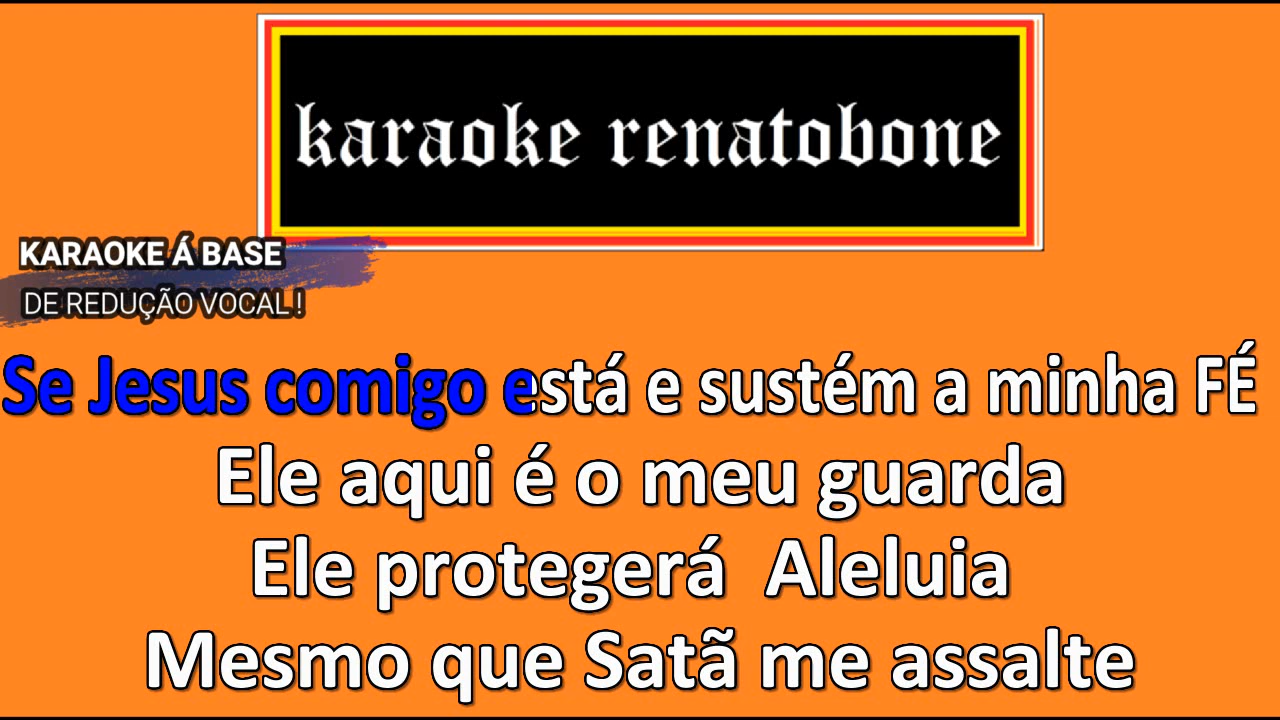 karaoke renatobone
KARAOKE Á BASE
DE REDUÇÃO VOCAL !
Se Jesus comigo está e sustém a minha FÉ
Ele aqui é o meu guarda
Ele protegerá  Aleluia
Mesmo que Satã me assalte